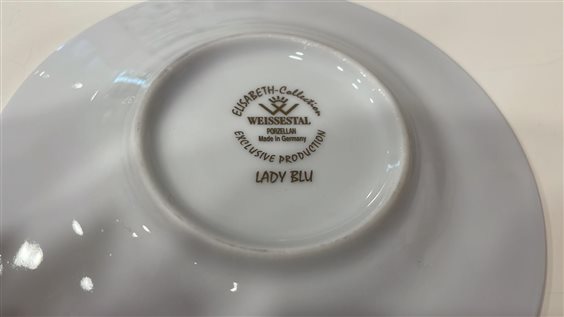 ELISABETH-Collection
WEISSESTAL
PORZELLAN
Made in Germany
EXCLUSIVE PRODUCTION
LADY BLU